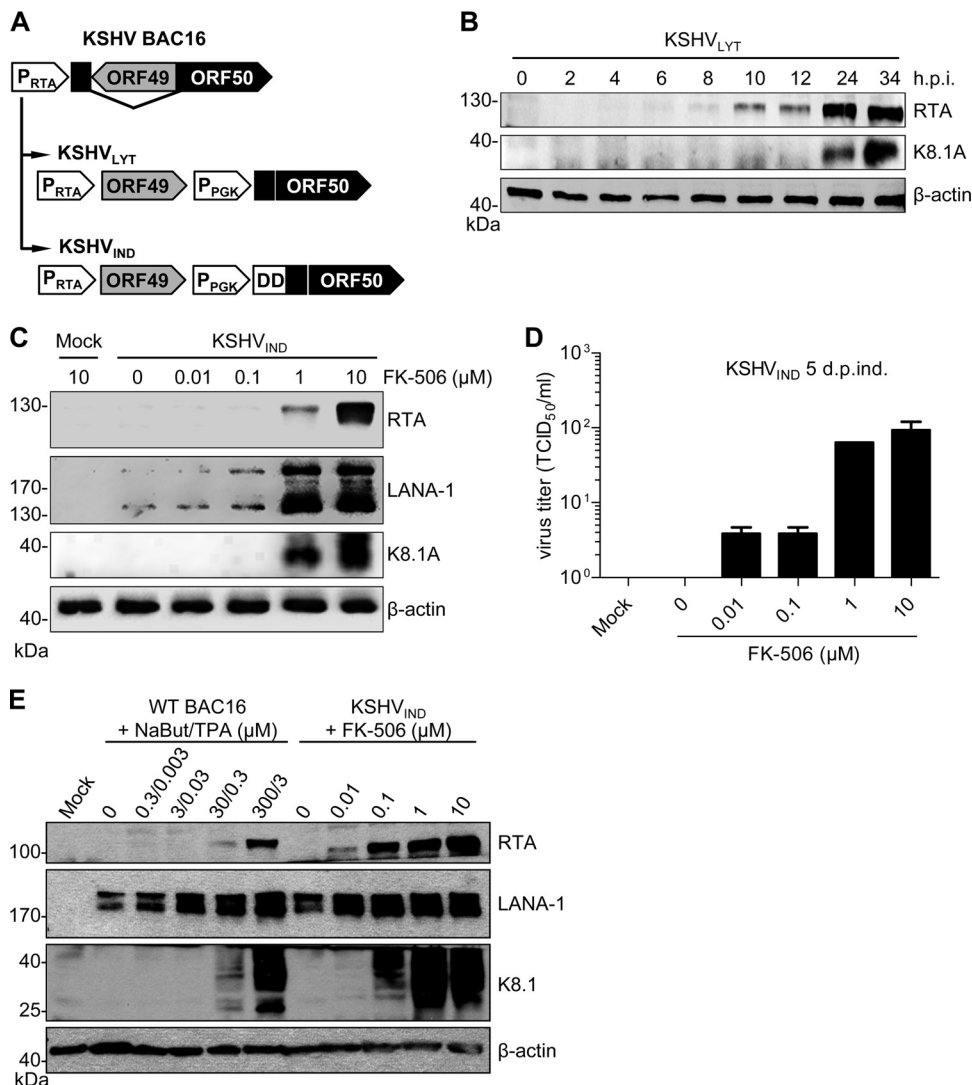 A
KSHV BAC16
PRTA ORF49 ORF50
KSHVLYT
PRTA ORF49 PPGK ORF50
KSHVIND
PRTA ORF49 PPGK DD ORF50
B
KSHVLYT
0 2 4 6 8 10 12 24 34 h.p.i.
130- RTA
40- K8.1A
40- β-actin
kDa
C
Mock KSHVIND
10 0 0.01 0.1 1 10 FK-506 (µM)
130- RTA
170- LANA-1
130-
40- K8.1A
40- β-actin
kDa
D
KSHVIND 5 d.p.ind.
virus titer (TCID50/ml)
10³
10²
10¹
10⁰
Mock 0 0.01 0.1 1 10
FK-506 (µM)
E
WT BAC16
+ NaBut/TPA (µM)
KSHVIND
+ FK-506 (µM)
Mock 0 0.3/0.003 3/0.03 30/0.3 300/3 0 0.01 0.1 1 10
100- RTA
170- LANA-1
40- K8.1
25-
40- β-actin
kDa